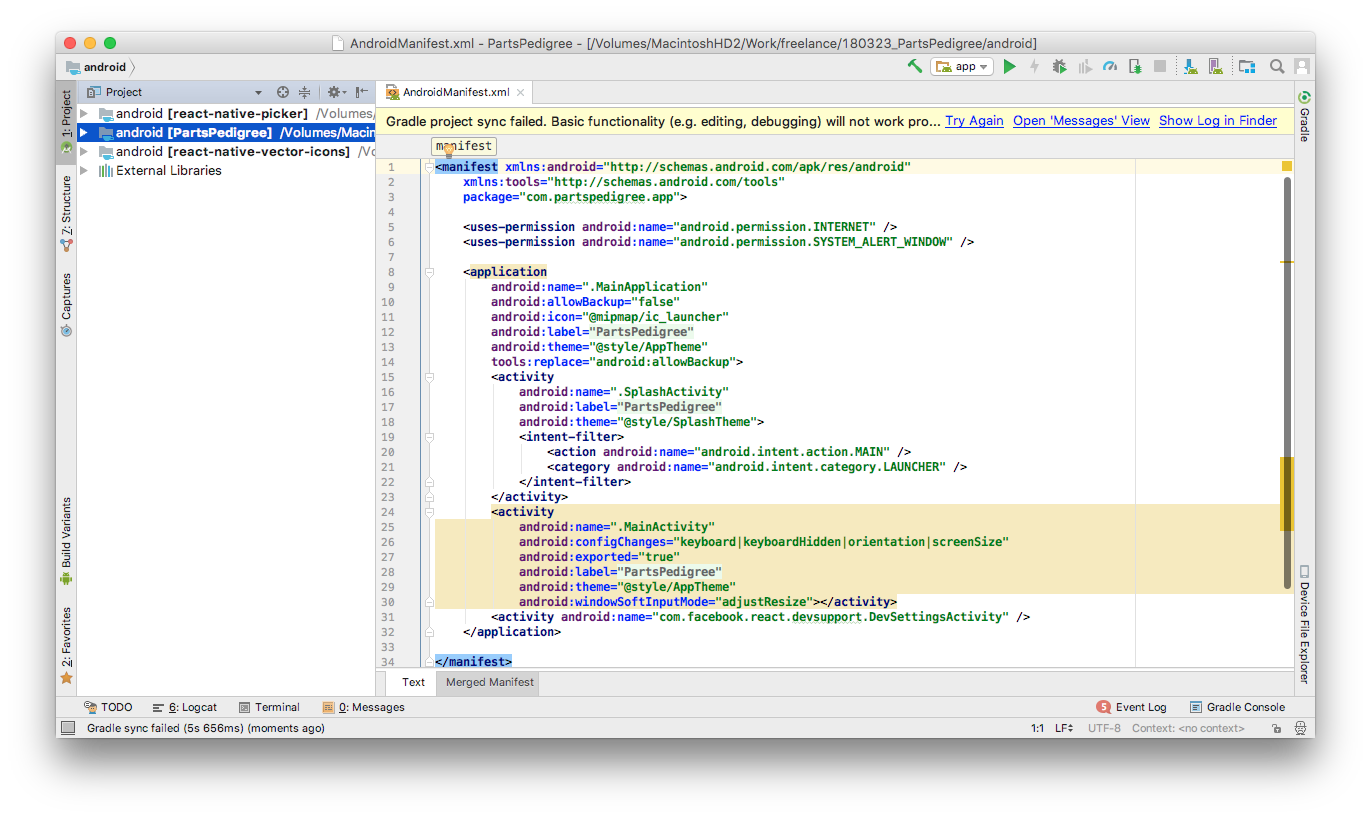 AndroidManifest.xml - PartsPedigree - [/Volumes/MacintoshHD2/Work/freelance/180323_PartsPedigree/android]
android
app
Project
AndroidManifest.xml
1: Project
Z: Structure
Captures
Build Variants
2: Favorites
android [react-native-picker] /Volumes/
android [PartsPedigree] /Volumes/Macin
android [react-native-vector-icons] /Vo
External Libraries
Gradle project sync failed. Basic functionality (e.g. editing, debugging) will not work pro... Try Again Open 'Messages' View Show Log in Finder
manifest
1 <manifest xmlns:android="http://schemas.android.com/apk/res/android"
2 xmlns:tools="http://schemas.android.com/tools"
3 package="com.partspedigree.app">
4
5 <uses-permission android:name="android.permission.INTERNET" />
6 <uses-permission android:name="android.permission.SYSTEM_ALERT_WINDOW" />
7
8 <application
9 android:name=".MainApplication"
10 android:allowBackup="false"
11 android:icon="@mipmap/ic_launcher"
12 android:label="PartsPedigree"
13 android:theme="@style/AppTheme"
14 tools:replace="android:allowBackup">
15 <activity
16 android:name=".SplashActivity"
17 android:label="PartsPedigree"
18 android:theme="@style/SplashTheme">
19 <intent-filter>
20 <action android:name="android.intent.action.MAIN" />
21 <category android:name="android.intent.category.LAUNCHER" />
22 </intent-filter>
23 </activity>
24 <activity
25 android:name=".MainActivity"
26 android:configChanges="keyboard|keyboardHidden|orientation|screenSize"
27 android:exported="true"
28 android:label="PartsPedigree"
29 android:theme="@style/AppTheme"
30 android:windowSoftInputMode="adjustResize"></activity>
31 <activity android:name="com.facebook.react.devsupport.DevSettingsActivity" />
32 </application>
33
34 </manifest>
Gradle
Device File Explorer
Text Merged Manifest
TODO 6: Logcat Terminal 0: Messages 5 Event Log Gradle Console
Gradle sync failed (5s 656ms) (moments ago) 1:1 LF UTF-8 Context: <no context>